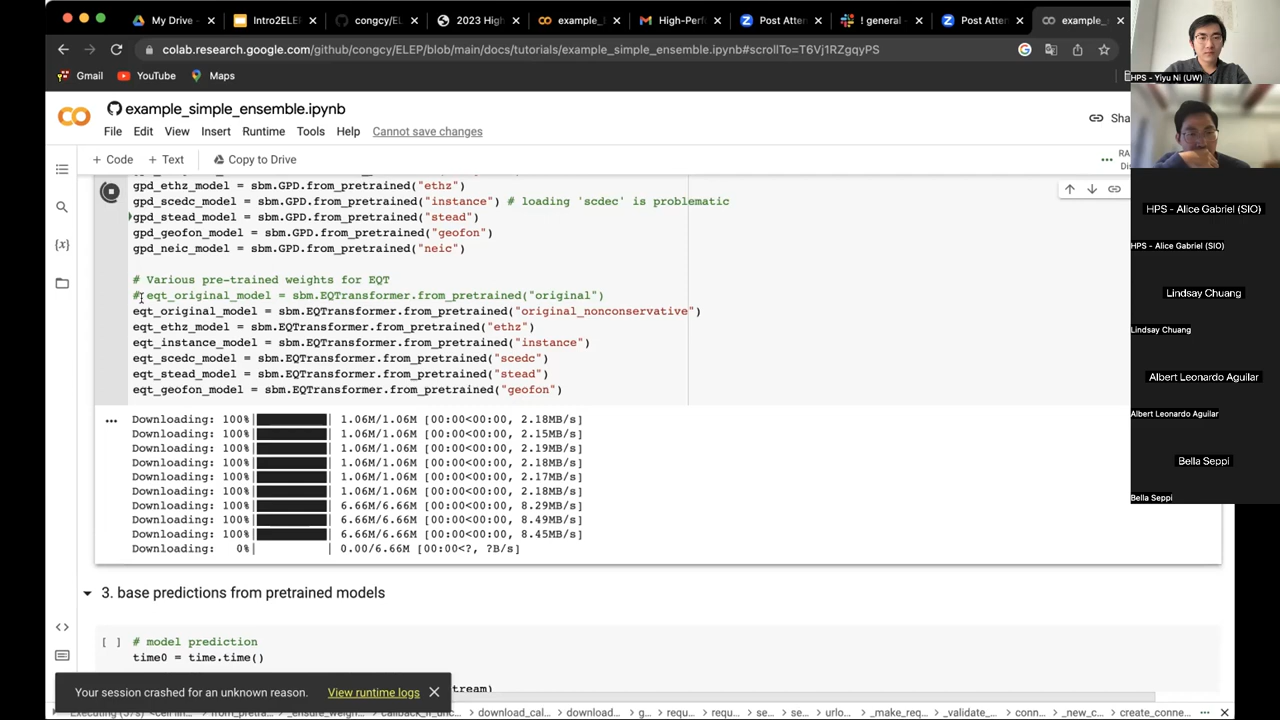 My Drive -
Intro2ELEP
congcy/EL
2023 High
example_
High-Perf
Post Atten
! general -
Post Atten
example_
colab.research.google.com/github/congcy/ELEP/blob/main/docs/tutorials/example_simple_ensemble.ipynb#scrollTo=T6Vj1RZgqyPS
Gmail YouTube Maps
example_simple_ensemble.ipynb
File Edit View Insert Runtime Tools Help Cannot save changes
Sha
+ Code + Text Copy to Drive
RA
Di
gpd_ethz_model = sbm.GPD.from_pretrained("ethz")
gpd_scedc_model = sbm.GPD.from_pretrained("instance") # loading 'scdec' is problematic
gpd_stead_model = sbm.GPD.from_pretrained("stead")
gpd_geofon_model = sbm.GPD.from_pretrained("geofon")
gpd_neic_model = sbm.GPD.from_pretrained("neic")
# Various pre-trained weights for EQT
# eqt_original_model = sbm.EQTransformer.from_pretrained("original")
eqt_original_model = sbm.EQTransformer.from_pretrained("original_nonconservative")
eqt_ethz_model = sbm.EQTransformer.from_pretrained("ethz")
eqt_instance_model = sbm.EQTransformer.from_pretrained("instance")
eqt_scedc_model = sbm.EQTransformer.from_pretrained("scedc")
eqt_stead_model = sbm.EQTransformer.from_pretrained("stead")
eqt_geofon_model = sbm.EQTransformer.from_pretrained("geofon")
Downloading: 100%| | 1.06M/1.06M [00:00<00:00, 2.18MB/s]
Downloading: 100%| | 1.06M/1.06M [00:00<00:00, 2.15MB/s]
Downloading: 100%| | 1.06M/1.06M [00:00<00:00, 2.19MB/s]
Downloading: 100%| | 1.06M/1.06M [00:00<00:00, 2.18MB/s]
Downloading: 100%| | 1.06M/1.06M [00:00<00:00, 2.17MB/s]
Downloading: 100%| | 1.06M/1.06M [00:00<00:00, 2.18MB/s]
Downloading: 100%| | 6.66M/6.66M [00:00<00:00, 8.29MB/s]
Downloading: 100%| | 6.66M/6.66M [00:00<00:00, 8.49MB/s]
Downloading: 100%| | 6.66M/6.66M [00:00<00:00, 8.45MB/s]
Downloading: 0%| | 0.00/6.66M [00:00<?, ?B/s]
3. base predictions from pretrained models
[ ] # model prediction
time0 = time.time()
tream)
Your session crashed for an unknown reason. View runtime logs
HPS - Yiyu Ni (UW)
HPS - Alice Gabriel (SIO)
HPS - Alice Gabriel (SIO)
Lindsay Chuang
Lindsay Chuang
Albert Leonardo Aguilar
Albert Leonardo Aguilar
Bella Seppi
Bella Seppi